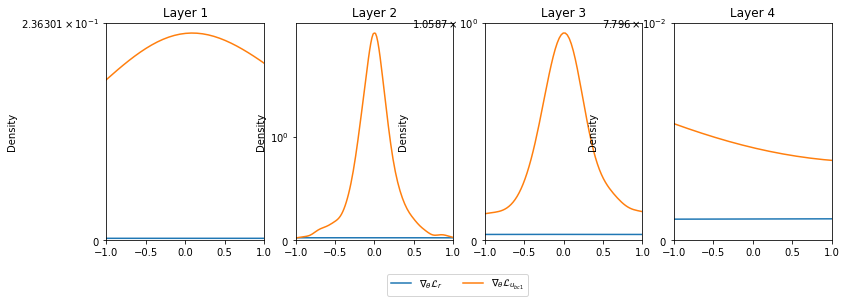 Layer 1
Layer 2
Layer 3
Layer 4
2.36301 × 10⁻¹
1.0587 × 10⁰
7.796 × 10⁻²
10⁰
0
0
0
0
Density
Density
Density
Density
−1.0 −0.5 0.0 0.5 1.0
−1.0 −0.5 0.0 0.5 1.0
−1.0 −0.5 0.0 0.5 1.0
−1.0 −0.5 0.0 0.5 1.0
∇θℒr
∇θℒu_bc1